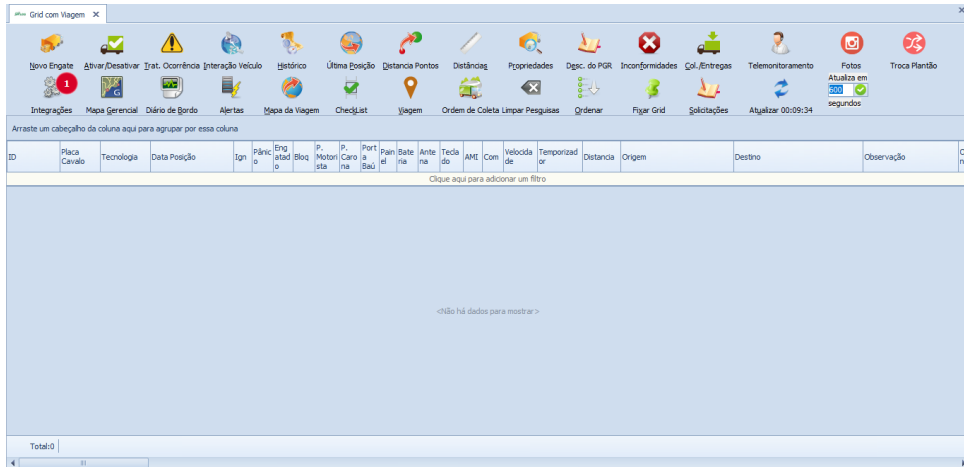 Grid com Viagem X
Novo Engate Ativar/Desativar Trat. Ocorrência Interação Veículo Histórico Última Posição Distancia Pontos Distâncias Propriedades Desc. do PGR Inconformidades Col./Entregas Telemonitoramento Fotos Troca Plantão
1
Atualiza em
600
segundos
Integrações Mapa Gerencial Diário de Bordo Alertas Mapa da Viagem CheckList Viagem Ordem de Coleta Limpar Pesquisas Ordenar Fixar Grid Solicitações Atualizar 00:09:34
Arraste um cabeçalho da coluna aqui para agrupar por essa coluna
ID Placa Cavalo Tecnologia Data Posição Ign Pânico Engatado Bloq P. Motorista P. Carona Porta Baú Painel Bateria Antena Teclado AMI Com Velocidade Temporizador Distancia Origem Destino Observação
Clique aqui para adicionar um filtro
<Não há dados para mostrar>
Total:0